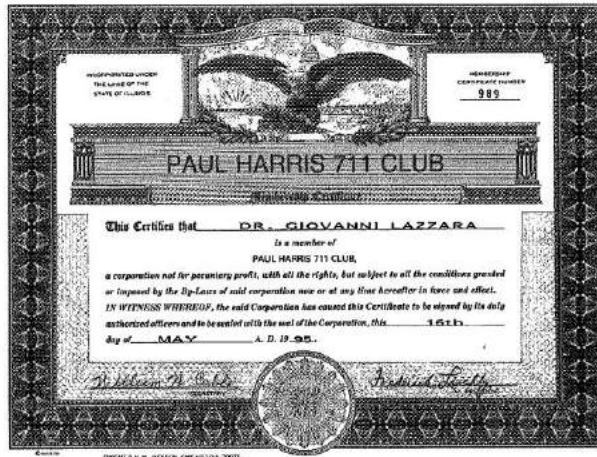 INCORPORATED UNDER
THE LAWS OF THE
STATE OF ILLINOIS
MEMBERSHIP
CERTIFICATE NUMBER
989
PAUL HARRIS 711 CLUB
Membership Certificate
This Certifies that DR. GIOVANNI LAZZARA
is a member of
PAUL HARRIS 711 CLUB,
a corporation not for pecuniary profit, with all the rights, but subject to all the conditions granted
or imposed by the By-Laws of said corporation now or at any time hereafter in force and effect.
IN WITNESS WHEREOF, the said Corporation has caused this Certificate to be signed by its duly
authorized officers and to be sealed with the seal of the Corporation, this 15th
day of MAY A. D. 19 95.
SECRETARY